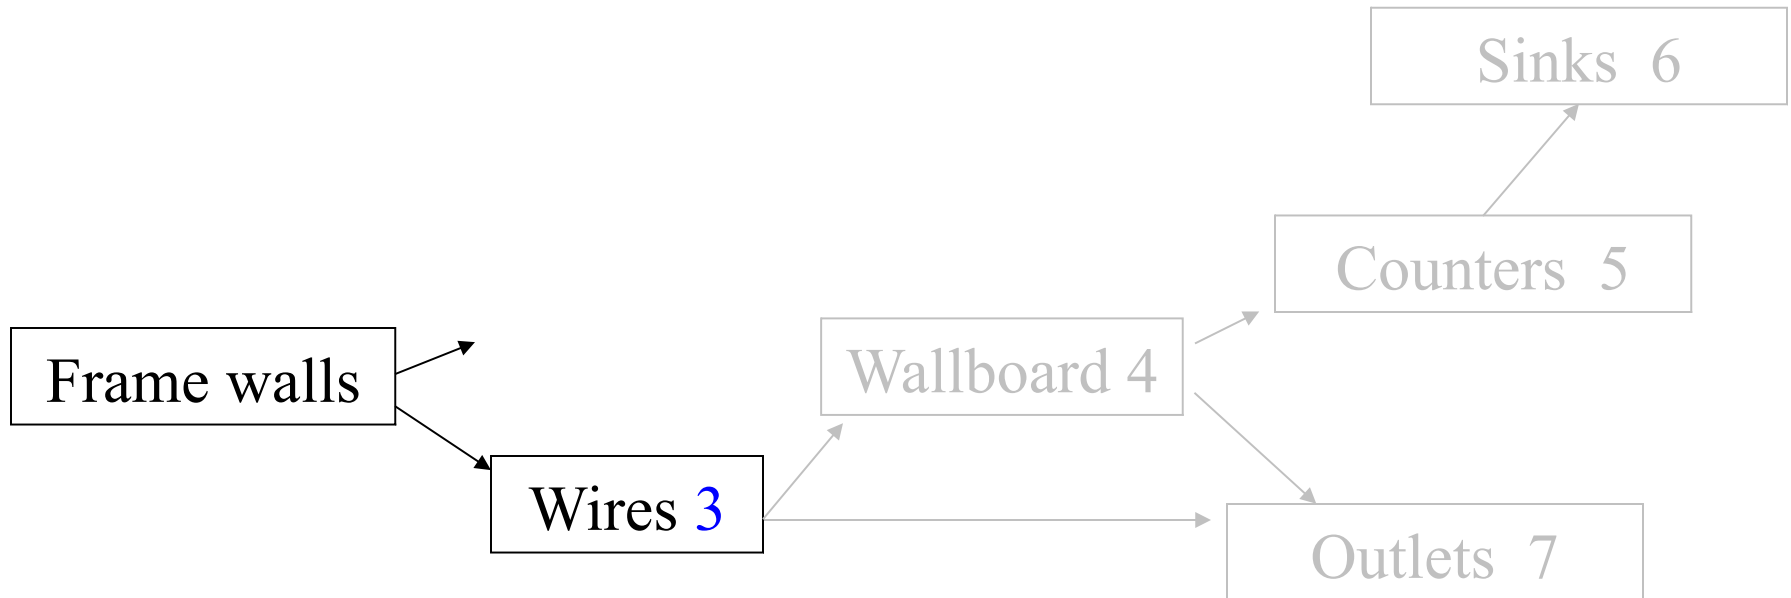 Sinks 6
Counters 5
Frame walls
Wallboard 4
Wires 3
Outlets 7